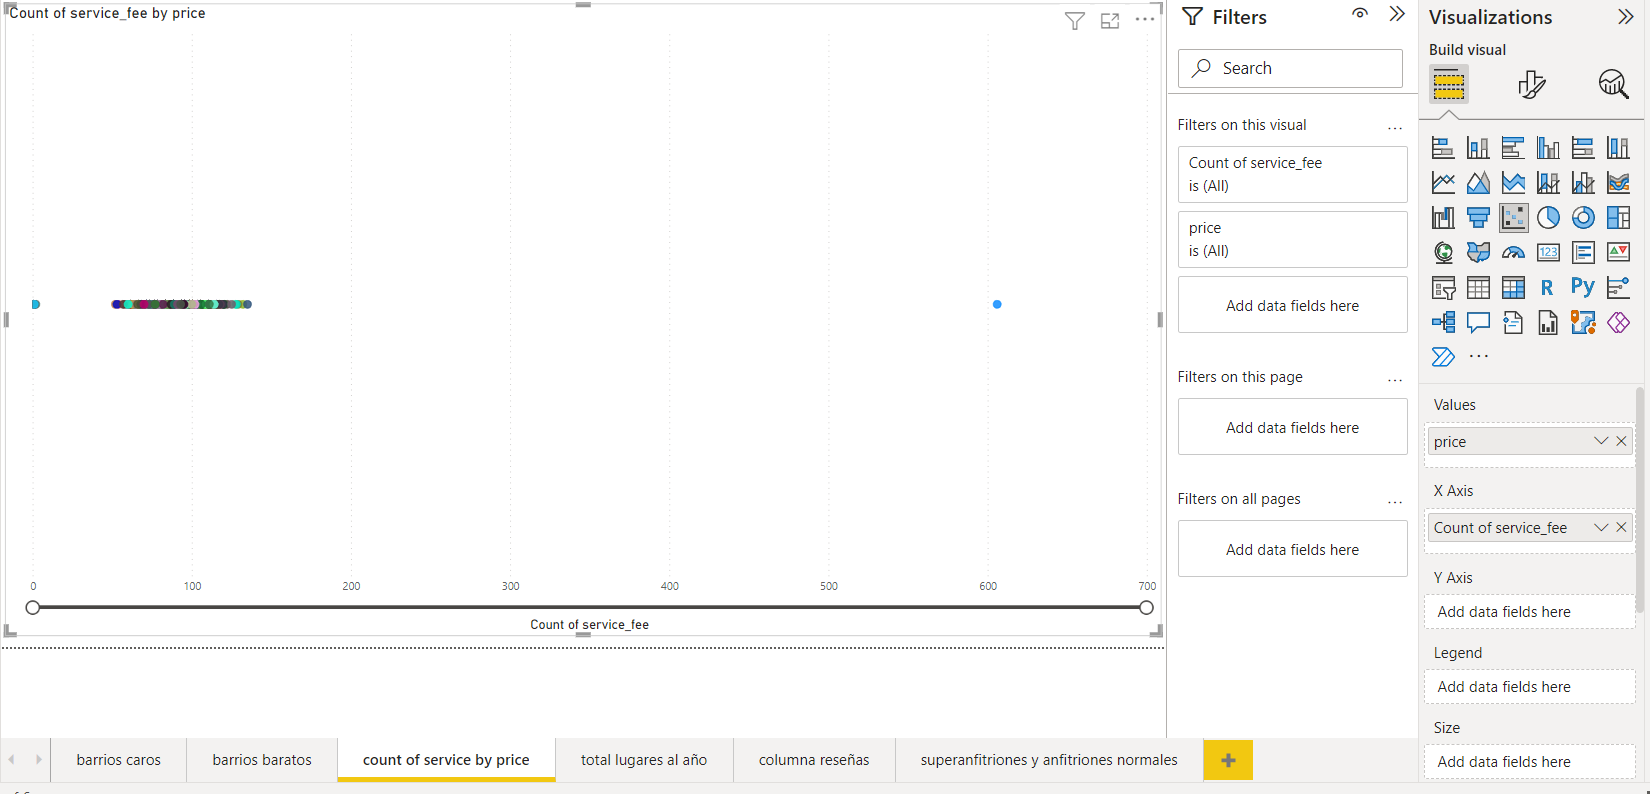 Count of service_fee by price
0
100
200
300
400
500
600
700
Count of service_fee
Filters
Search
Filters on this visual
Count of service_fee
is (All)
price
is (All)
Add data fields here
Filters on this page
Add data fields here
Filters on all pages
Add data fields here
Visualizations
Build visual
123
R
Py
Values
price
X Axis
Count of service_fee
Y Axis
Add data fields here
Legend
Add data fields here
Size
Add data fields here
barrios caros
barrios baratos
count of service by price
total lugares al año
columna reseñas
superanfitriones y anfitriones normales